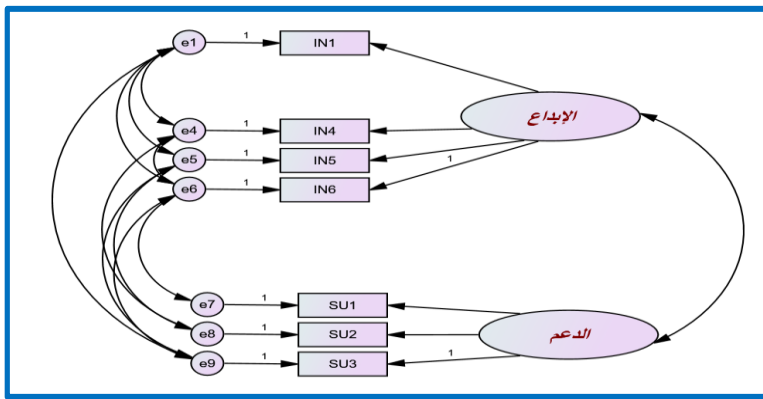 e1 1 IN1
الإبداع
e4 1 IN4
e5 1 IN5
1
e6 1 IN6
e7 1 SU1
e8 1 SU2
الدعم
1
e9 1 SU3